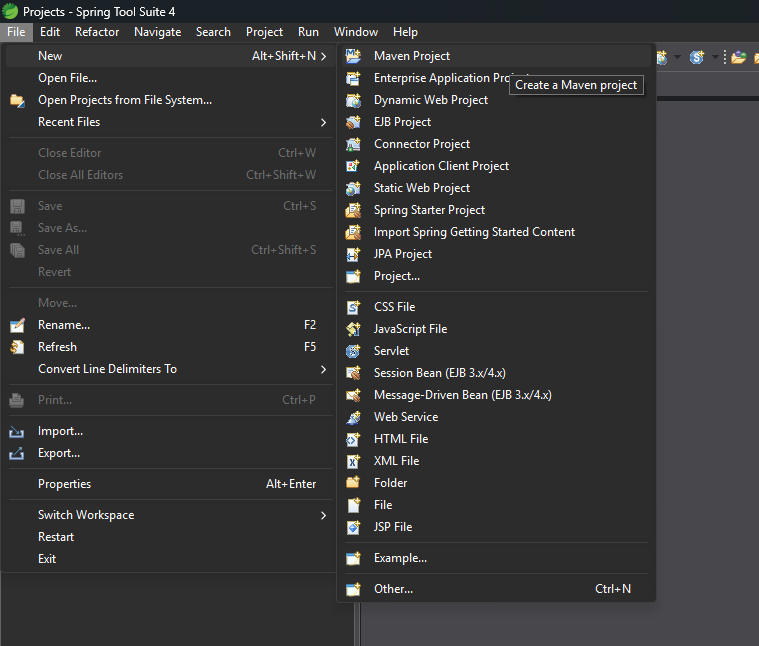 Projects - Spring Tool Suite 4
File Edit Refactor Navigate Search Project Run Window Help
New Alt+Shift+N
Open File...
Open Projects from File System...
Recent Files
Close Editor Ctrl+W
Close All Editors Ctrl+Shift+W
Save Ctrl+S
Save As...
Save All Ctrl+Shift+S
Revert
Move...
Rename... F2
Refresh F5
Convert Line Delimiters To
Print... Ctrl+P
Import...
Export...
Properties Alt+Enter
Switch Workspace
Restart
Exit
Maven Project
Enterprise Application
Create a Maven project
Dynamic Web Project
EJB Project
Connector Project
Application Client Project
Static Web Project
Spring Starter Project
Import Spring Getting Started Content
JPA Project
Project...
CSS File
JavaScript File
Servlet
Session Bean (EJB 3.x/4.x)
Message-Driven Bean (EJB 3.x/4.x)
Web Service
HTML File
XML File
Folder
File
JSP File
Example...
Other... Ctrl+N